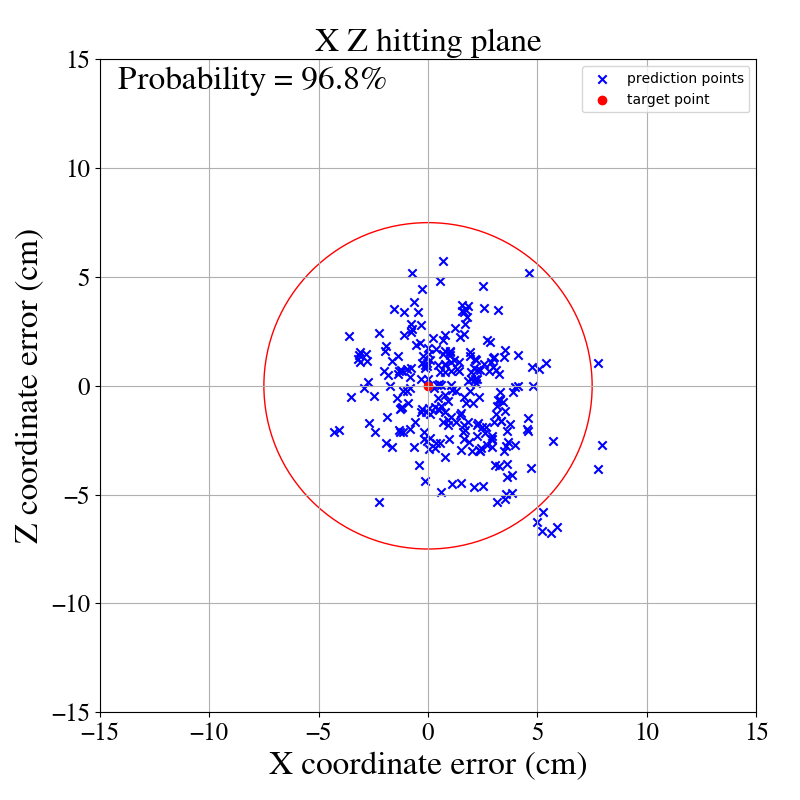 X Z hitting plane
Probability = 96.8%
prediction points
target point
15
10
5
0
−5
−10
−15
Z coordinate error (cm)
−15 −10 −5 0 5 10 15
X coordinate error (cm)